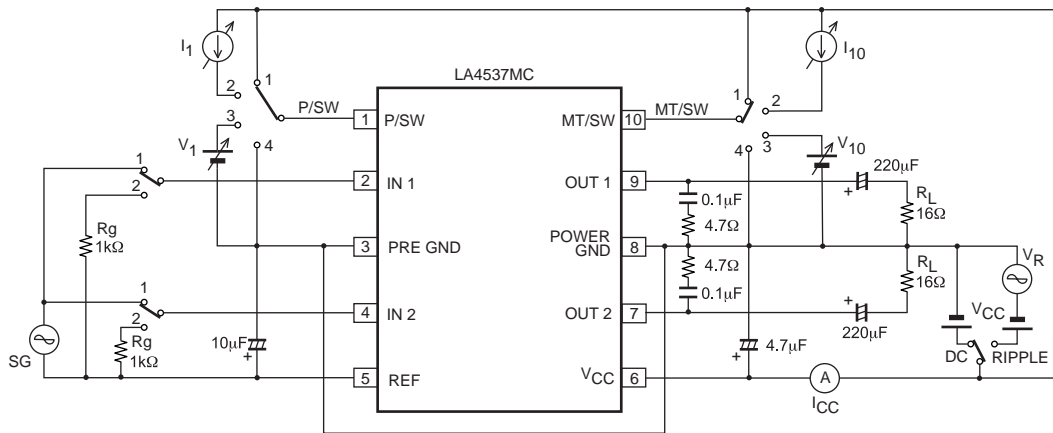 I1
I10
LA4537MC
1
2
3
4
P/SW
1
P/SW
MT/SW
10
MT/SW
1
2
3
4
V1
V10
1
2
2
IN 1
OUT 1
9
220µF
+
0.1µF
4.7Ω
RL
16Ω
Rg
1kΩ
3
PRE GND
POWER
GND
8
4.7Ω
0.1µF
RL
16Ω
VR
1
2
4
IN 2
OUT 2
7
+
220µF
VCC
SG
Rg
1kΩ
10µF
+
+
4.7µF
DC
RIPPLE
5
REF
VCC
6
A
ICC